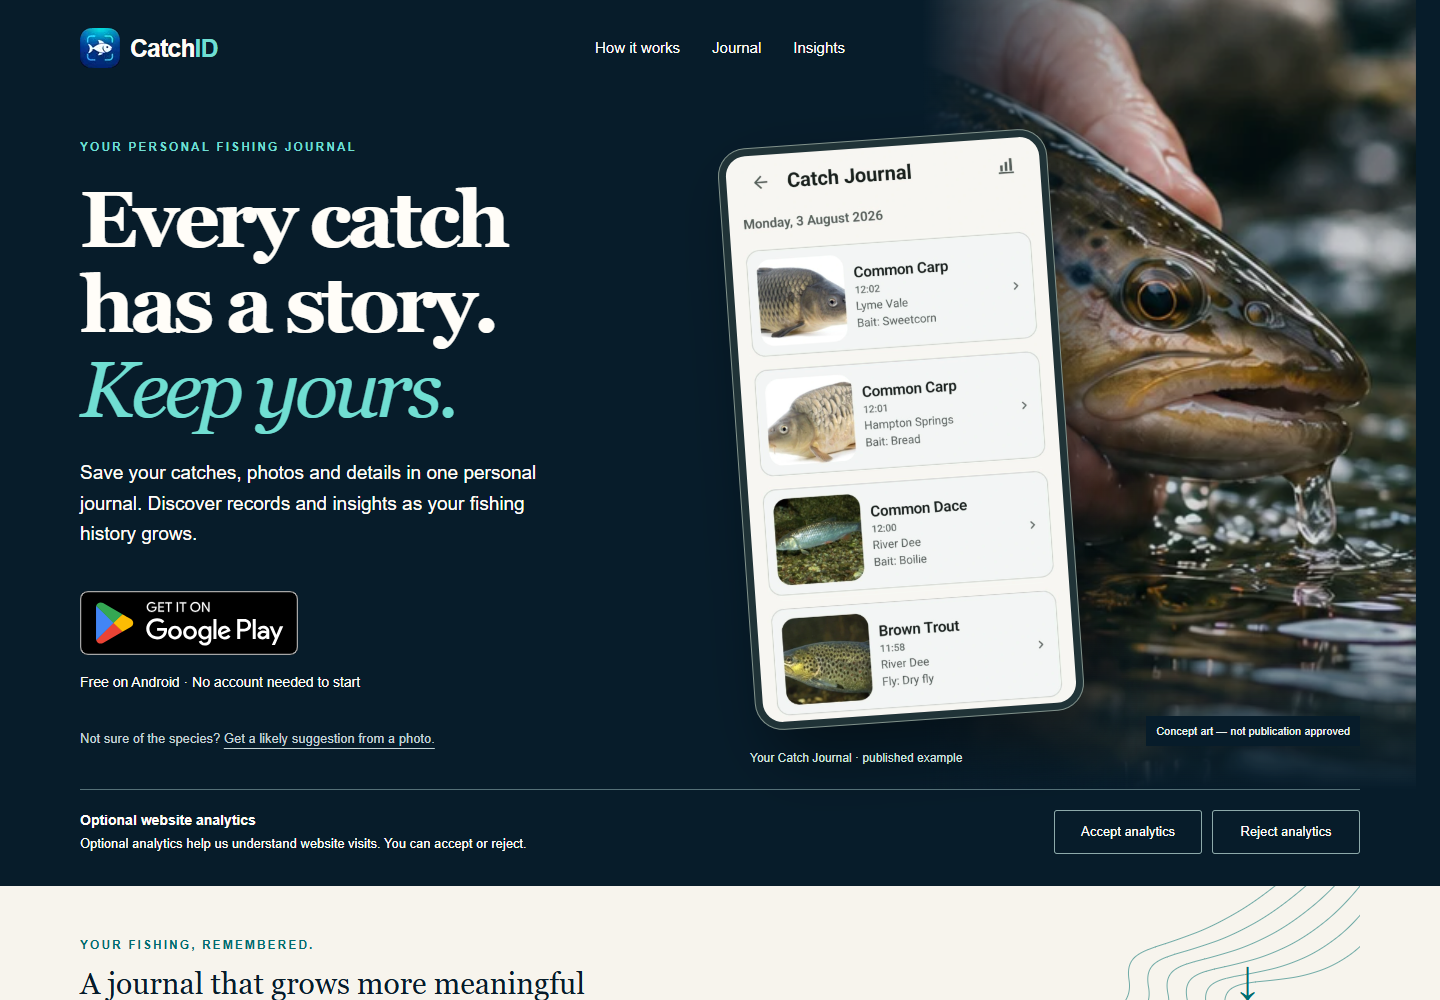 CatchID
How it works
Journal
Insights
YOUR PERSONAL FISHING JOURNAL
Every catch
has a story.
Keep yours.
Save your catches, photos and details in one personal
journal. Discover records and insights as your fishing
history grows.
GET IT ON
Google Play
Free on Android · No account needed to start
Not sure of the species? Get a likely suggestion from a photo.
Catch Journal
Monday, 3 August 2026
Common Carp
12:02
Lyme Vale
Bait: Sweetcorn
Common Carp
12:01
Hampton Springs
Bait: Bread
Common Dace
12:00
River Dee
Bait: Boilie
Brown Trout
11:58
River Dee
Fly: Dry fly
Your Catch Journal · published example
Concept art — not publication approved
Optional website analytics
Optional analytics help us understand website visits. You can accept or reject.
Accept analytics
Reject analytics
YOUR FISHING, REMEMBERED.
A journal that grows more meaningful